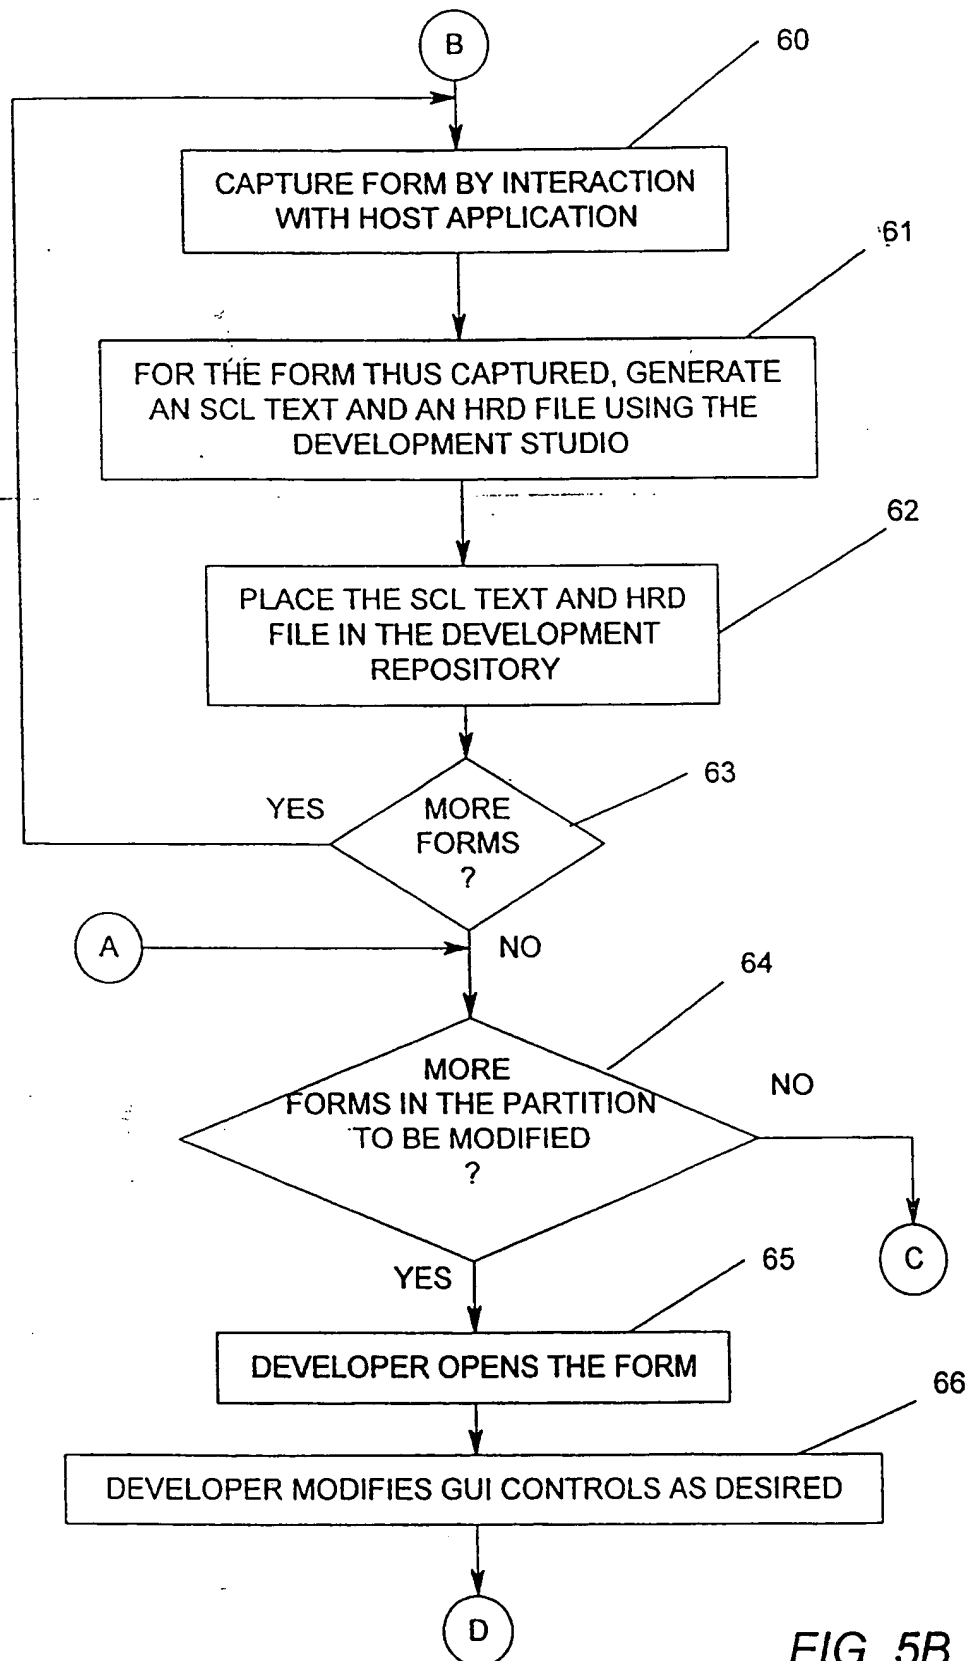 B
60
CAPTURE FORM BY INTERACTION
WITH HOST APPLICATION
61
FOR THE FORM THUS CAPTURED, GENERATE
AN SCL TEXT AND AN HRD FILE USING THE
DEVELOPMENT STUDIO
62
PLACE THE SCL TEXT AND HRD
FILE IN THE DEVELOPMENT
REPOSITORY
63
YES
MORE
FORMS
?
A
NO
64
MORE
FORMS IN THE PARTITION
TO BE MODIFIED
?
NO
C
YES
65
DEVELOPER OPENS THE FORM
66
DEVELOPER MODIFIES GUI CONTROLS AS DESIRED
D
FIG. 5B